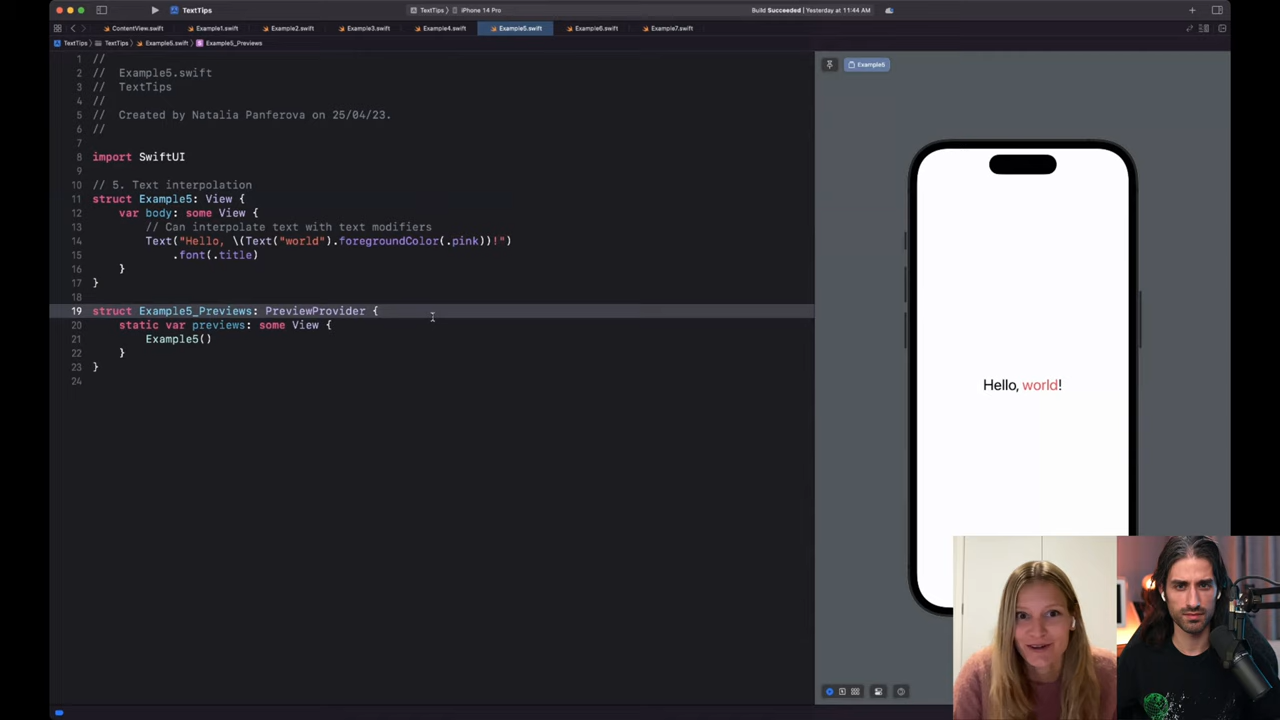 TextTips
TextTips
iPhone 14 Pro
Build Succeeded | Yesterday at 11:44 AM
ContentView.swift
Example1.swift
Example2.swift
Example3.swift
Example4.swift
Example5.swift
Example6.swift
Example7.swift
TextTips
TextTips
Example5.swift
Example5_Previews
1 //
2 //  Example5.swift
3 //  TextTips
4 //
5 //  Created by Natalia Panferova on 25/04/23.
6 //
7
8 import SwiftUI
9
10 // 5. Text interpolation
11 struct Example5: View {
12     var body: some View {
13         // Can interpolate text with text modifiers
14         Text("Hello, \(Text("world").foregroundColor(.pink))!")
15             .font(.title)
16     }
17 }
18
19 struct Example5_Previews: PreviewProvider {
20     static var previews: some View {
21         Example5()
22     }
23 }
24
Example5
Hello, world!